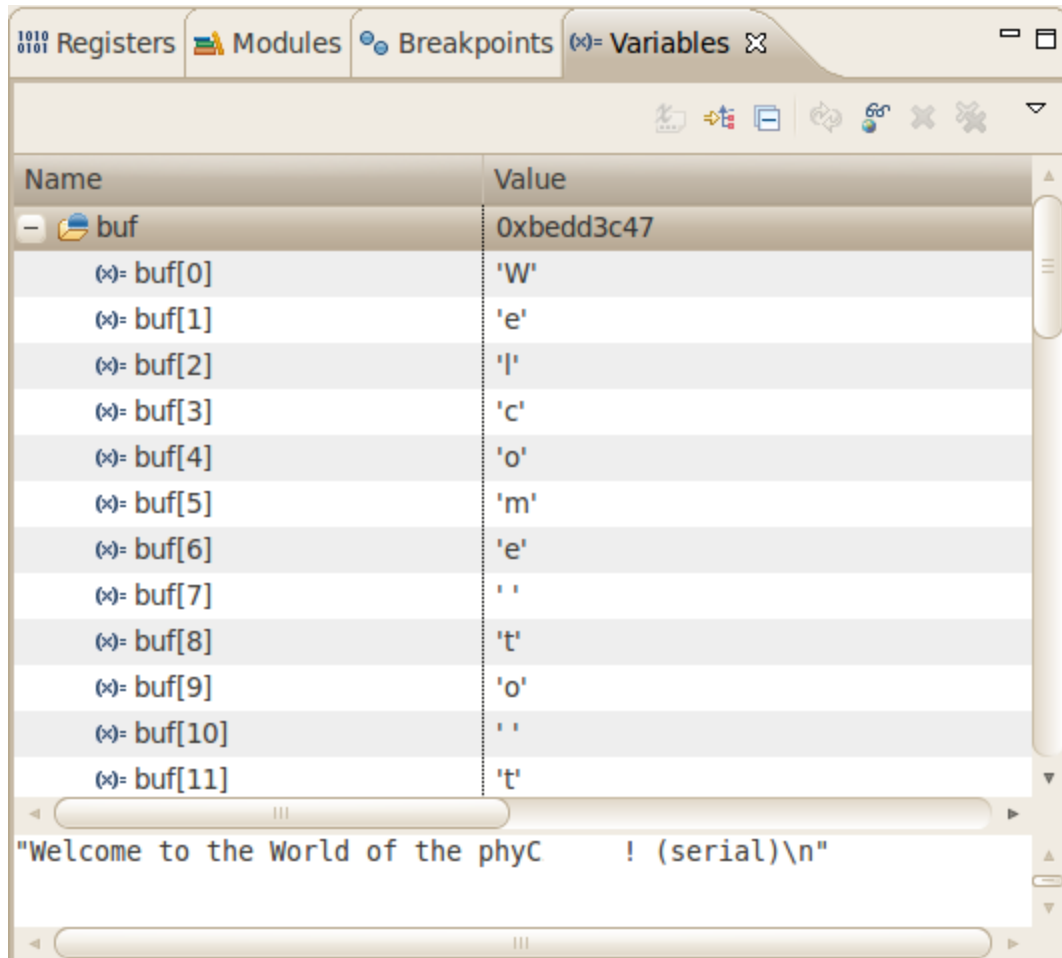 Registers Modules Breakpoints (x)= Variables
Name Value
buf 0xbedd3c47
(x)= buf[0] 'W'
(x)= buf[1] 'e'
(x)= buf[2] 'l'
(x)= buf[3] 'c'
(x)= buf[4] 'o'
(x)= buf[5] 'm'
(x)= buf[6] 'e'
(x)= buf[7] ' '
(x)= buf[8] 't'
(x)= buf[9] 'o'
(x)= buf[10] ' '
(x)= buf[11] 't'
"Welcome to the World of the phyC     ! (serial)\n"